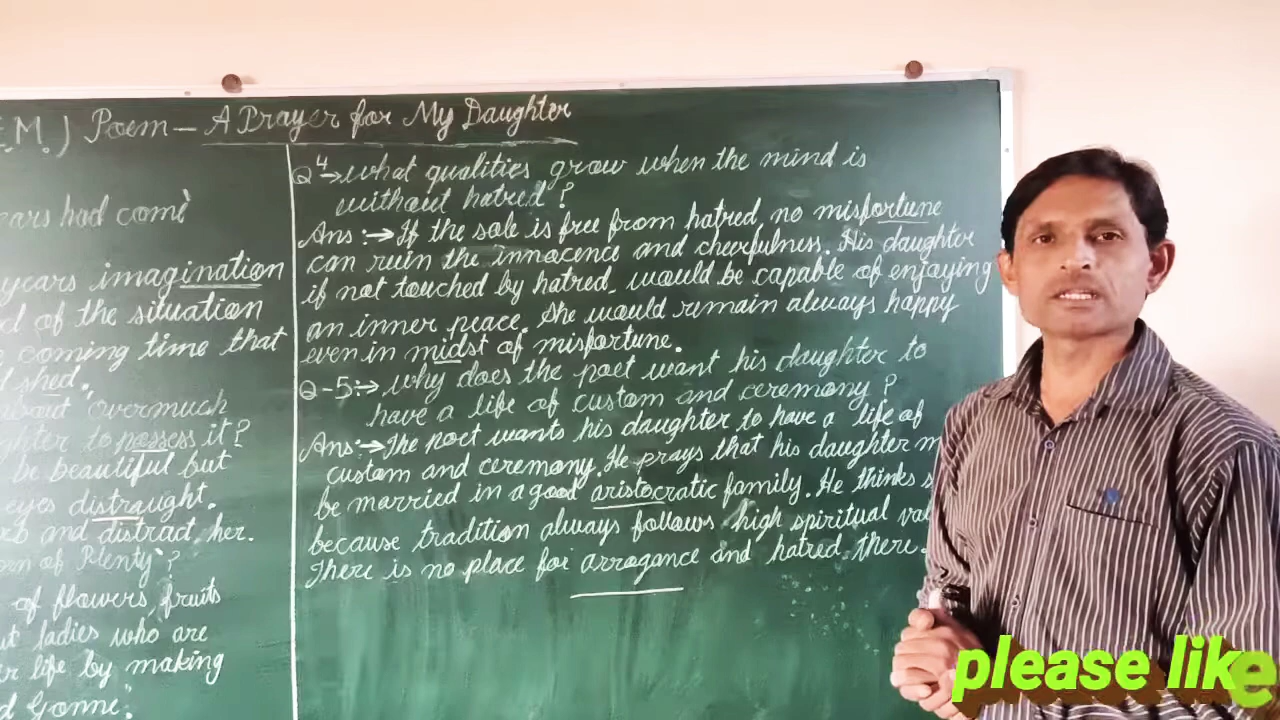 E.M.) Poem - A Prayer for My Daughter
ears had come'
years imagination
d of the situation
coming time that
shed.
about overmuch
ghter to possess it?
be beautiful but
eyes distraught.
rb and distract her.
orn of Plenty'?
of flowers, fruits
ut ladies who are
er life by making
d Gonne'.
Q 4→ what qualities grow when the mind is
without hatred?
Ans :→ If the sole is free from hatred, no misfortune
can ruin the innocence and cheerfulness. His daughter
if not touched by hatred, would be capable of enjoying
an inner peace. She would remain always happy
even in midst of misfortune.
Q-5:→ why does the poet want his daughter to
have a life of custom and ceremony?
Ans:→ The poet wants his daughter to have a life of
custom and ceremony. He prays that his daughter m
be married in a good aristocratic family. He thinks s
because tradition always follows high spiritual val
There is no place for arrogance and hatred there.
please like